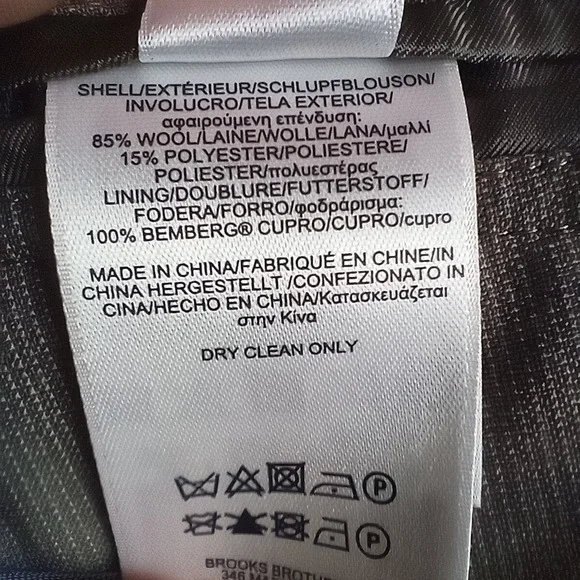 SHELL/EXTÉRIEUR/SCHLUPFBLOUSON/
INVOLUCRO/TELA EXTERIOR/
αφαιρούμενη επένδυση:
85% WOOL/LAINE/WOLLE/LANA/μαλλί
15% POLYESTER/POLIESTERE/
POLIESTER/πολυεστέρας
LINING/DOUBLURE/FUTTERSTOFF/
FODERA/FORRO/φοδράρισμα:
100% BEMBERG® CUPRO/CUPRO/cupro
MADE IN CHINA/FABRIQUÉ EN CHINE/IN
CHINA HERGESTELLT /CONFEZIONATO IN
CINA/HECHO EN CHINA/Κατασκευάζεται
στην Κίνα
DRY CLEAN ONLY
P
P
BROOKS
346